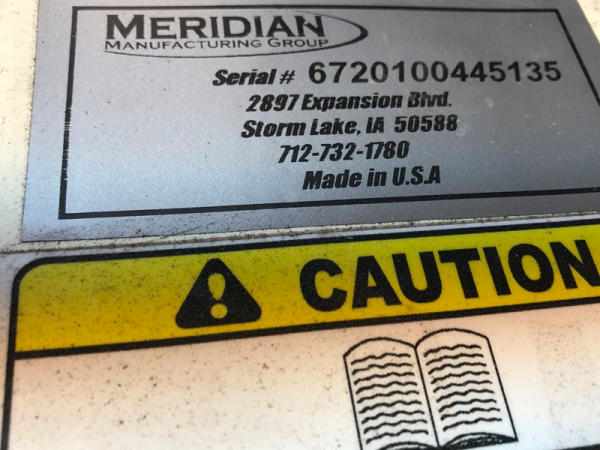 MERIDIAN
MANUFACTURING GROUP
Serial # 6720100445135
2897 Expansion Blvd.
Storm Lake, IA 50588
712-732-1780
Made in U.S.A
CAUTION